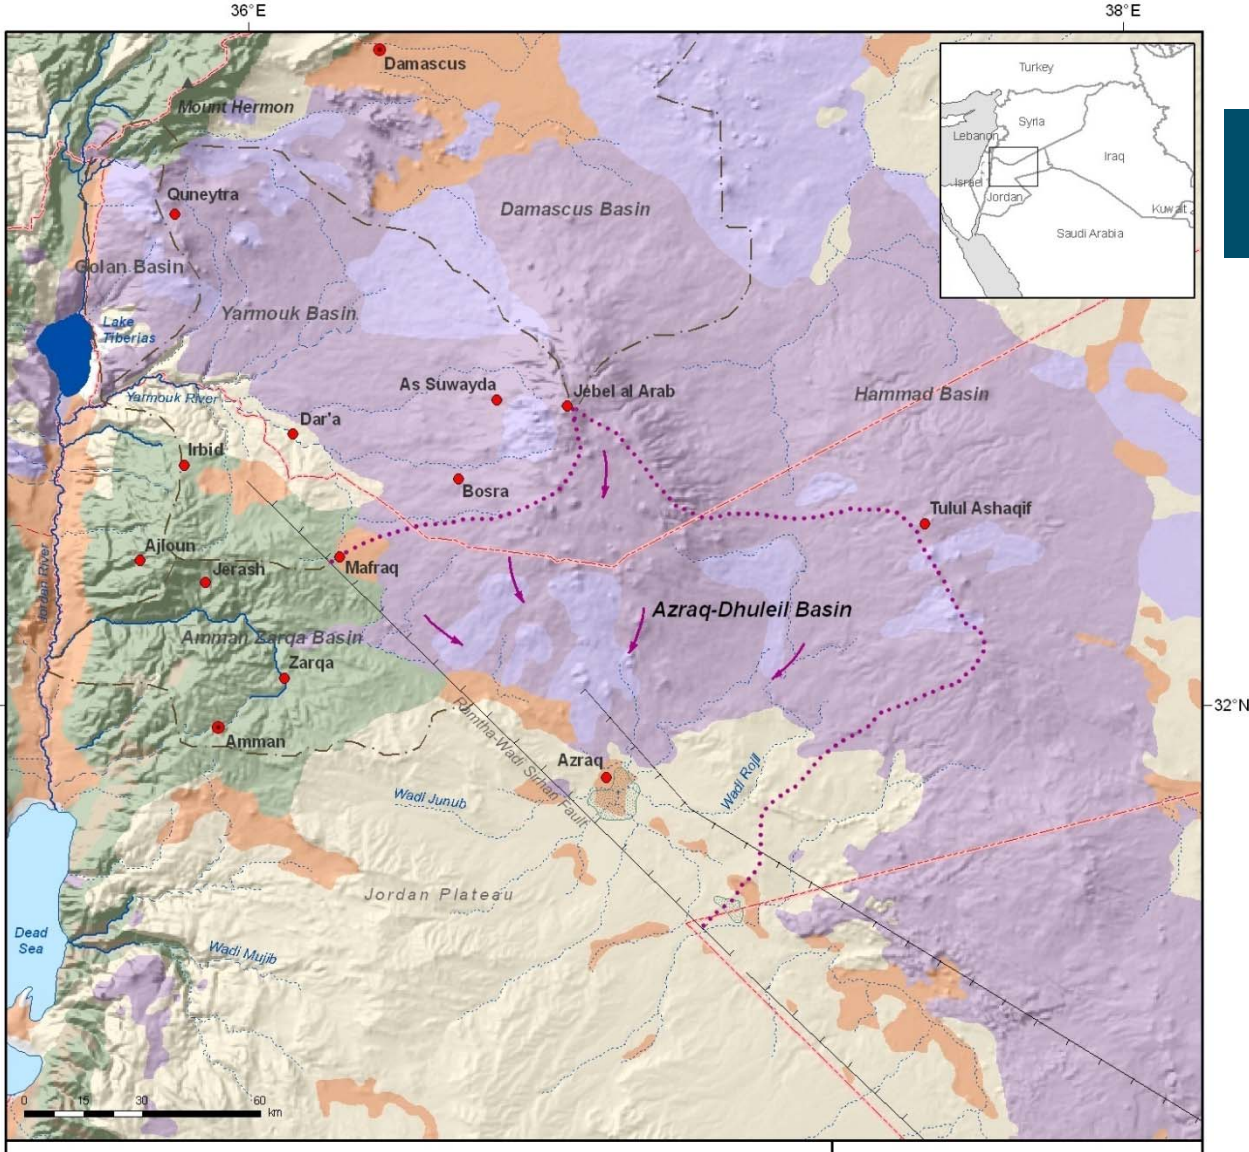 36°E
38°E
Damascus
Mount Hermon
Turkey
Syria
Lebanon
Iraq
Israel
Jordan
Kuwait
Saudi Arabia
Quneytra
Damascus Basin
Golan Basin
Yarmouk Basin
Lake
Tiberias
As Suwayda
Jebel al Arab
Hammad Basin
Yarmouk River
Dar'a
Irbid
Bosra
Tulul Ashaqif
Ajloun
Mafraq
Jerash
Jordan River
Azraq-Dhuleil Basin
Amman Zarqa Basin
Zarqa
32°N
Ramtha-Wadi Sirhan Fault
Amman
Azraq
Wadi Rojil
Wadi Junub
Jordan Plateau
Dead
Sea
Wadi Mujib
0 15 30 60
km